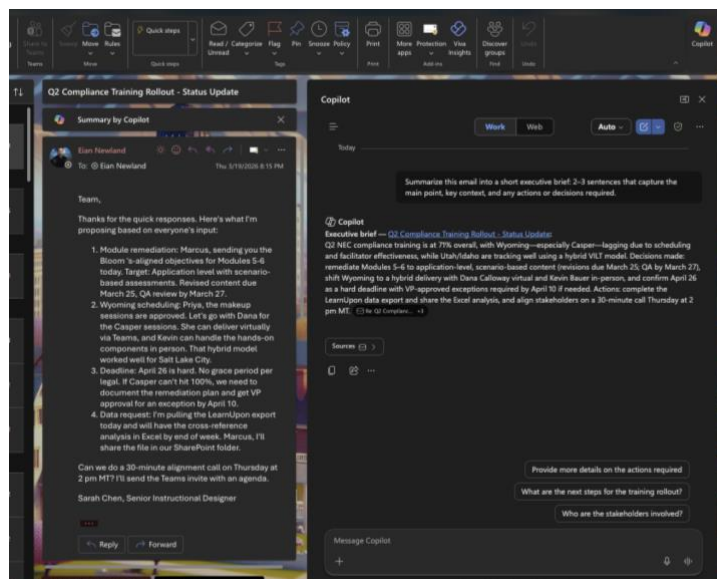 Share to Teams
Move
Rules
Quick steps
Read / Unread
Categorize
Flag
Pin
Snooze
Policy
Print
More apps
Protection
Viva Insights
Discover groups
Undo
Copilot
Teams
Move
Quick steps
Tags
Print
Add-ins
Find
Undo
Q2 Compliance Training Rollout - Status Update
Summary by Copilot
Eian Newland
To: Eian Newland
Thu 3/19/2026 8:15 PM
Team,
Thanks for the quick responses. Here's what I'm
proposing based on everyone's input:
1. Module remediation: Marcus, sending you the
Bloom 's-aligned objectives for Modules 5-6
today. Target: Application level with scenario-
based assessments. Revised content due
March 25, QA review by March 27.
2. Wyoming scheduling: Priya, the makeup
sessions are approved. Let's go with Dana for
the Casper sessions. She can deliver virtually
via Teams, and Kevin can handle the hands-on
components in person. That hybrid model
worked well for Salt Lake City.
3. Deadline: April 26 is hard. No grace period per
legal. If Casper can't hit 100%, we need to
document the remediation plan and get VP
approval for an exception by April 10.
4. Data request: I'm pulling the LearnUpon export
today and will have the cross-reference
analysis in Excel by end of week. Marcus, I'll
share the file in our SharePoint folder.
Can we do a 30-minute alignment call on Thursday at
2 pm MT? I'll send the Teams invite with an agenda.
Sarah Chen, Senior Instructional Designer
Reply
Forward
Copilot
Work
Web
Auto
Today
Summarize this email into a short executive brief: 2–3 sentences that capture the
main point, key context, and any actions or decisions required.
Copilot
Executive brief — Q2 Compliance Training Rollout - Status Update:
Q2 NEC compliance training is at 71% overall, with Wyoming—especially Casper—lagging due to scheduling
and facilitator effectiveness, while Utah/Idaho are tracking well using a hybrid VILT model. Decisions made:
remediate Modules 5–6 to application-level, scenario-based content (revisions due March 25; QA by March 27),
shift Wyoming to a hybrid delivery with Dana Calloway virtual and Kevin Bauer in-person, and confirm April 26
as a hard deadline with VP-approved exceptions required by April 10 if needed. Actions: complete the
LearnUpon data export and share the Excel analysis, and align stakeholders on a 30-minute call Thursday at 2
pm MT. Re: Q2 Complianc... +3
Sources
Provide more details on the actions required
What are the next steps for the training rollout?
Who are the stakeholders involved?
Message Copilot